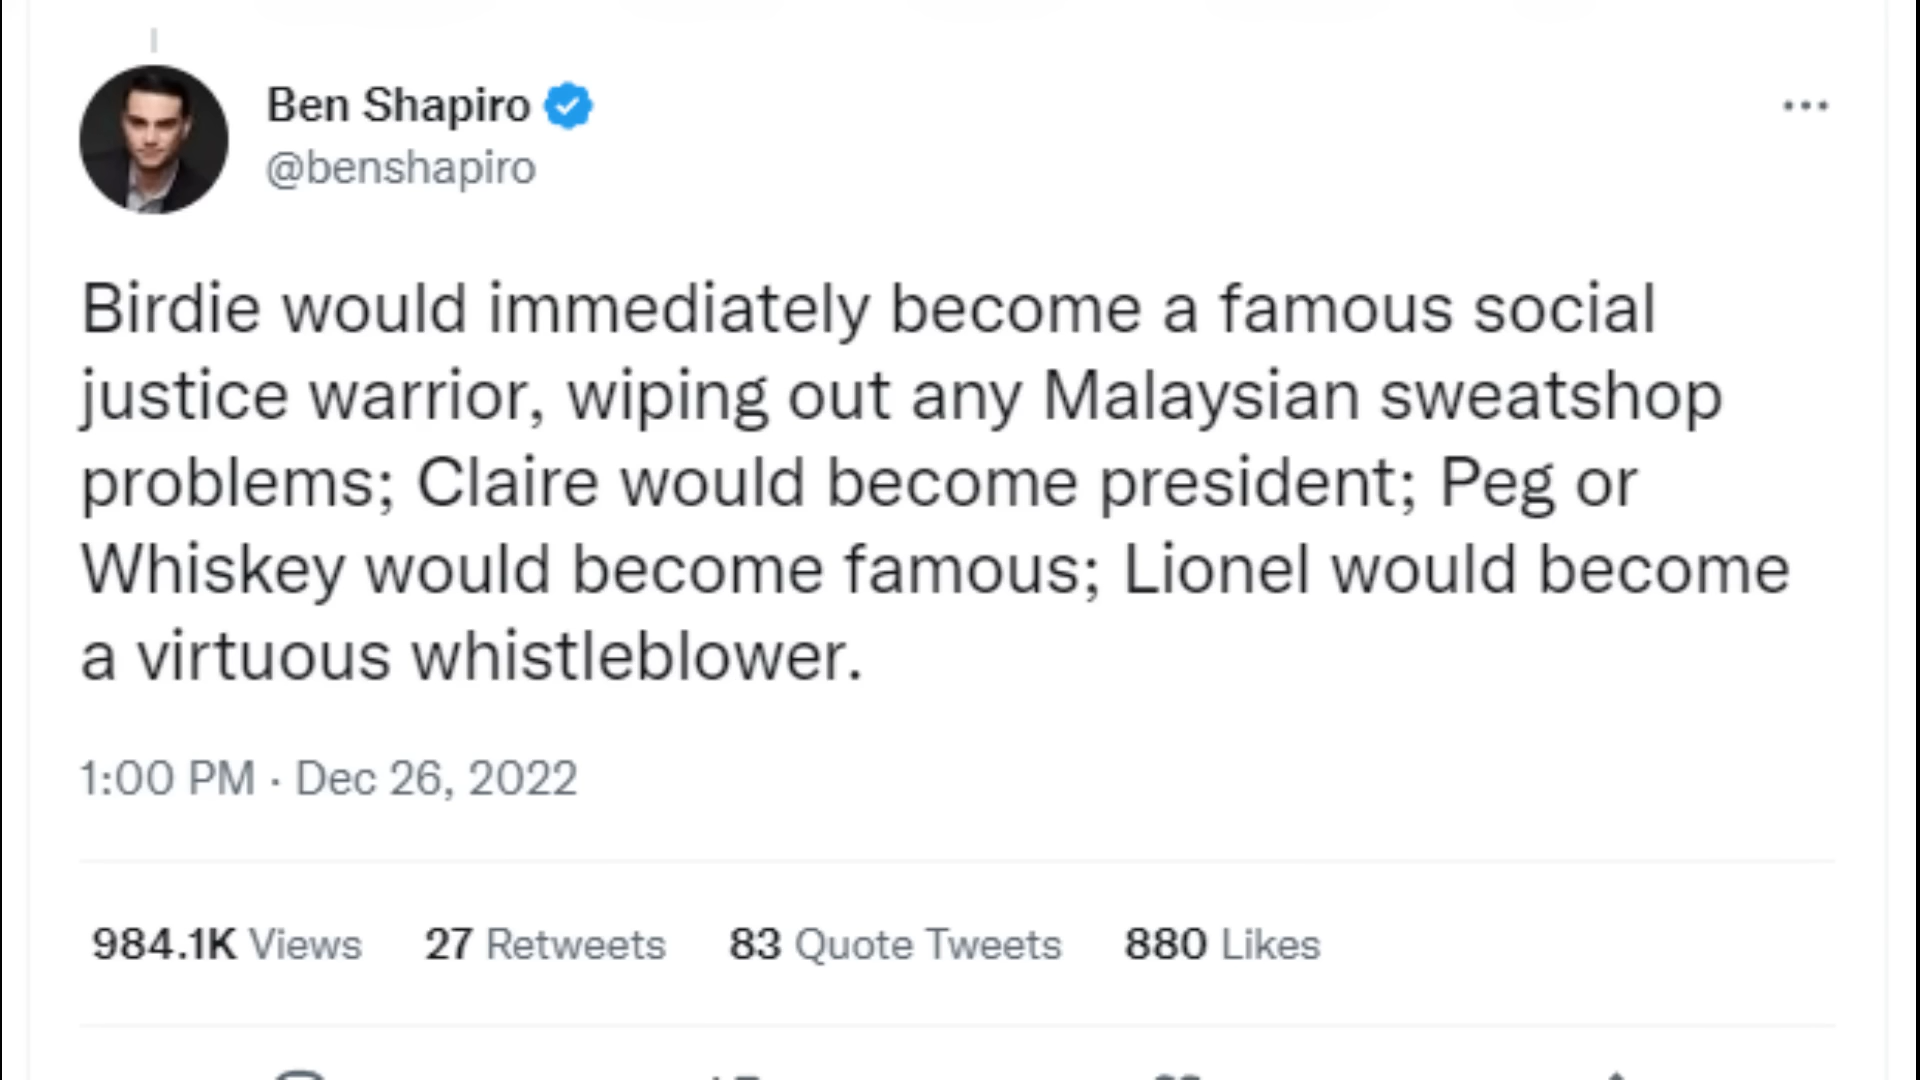 Ben Shapiro
@benshapiro
Birdie would immediately become a famous social
justice warrior, wiping out any Malaysian sweatshop
problems; Claire would become president; Peg or
Whiskey would become famous; Lionel would become
a virtuous whistleblower.
1:00 PM · Dec 26, 2022
984.1K Views 27 Retweets 83 Quote Tweets 880 Likes